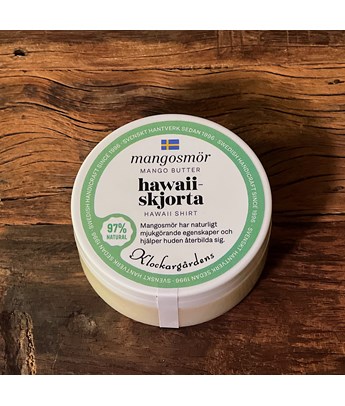 SVENSKT HANTVERK SEDAN 1996 · SWEDISH HANDICRAFT SINCE 1996 ·
mangosmör
MANGO BUTTER
hawaii-
skjorta
HAWAII SHIRT
97%
NATURAL
Mangosmör har naturligt
mjukgörande egenskaper och
hjälper huden återbilda sig.
Klockargårdens